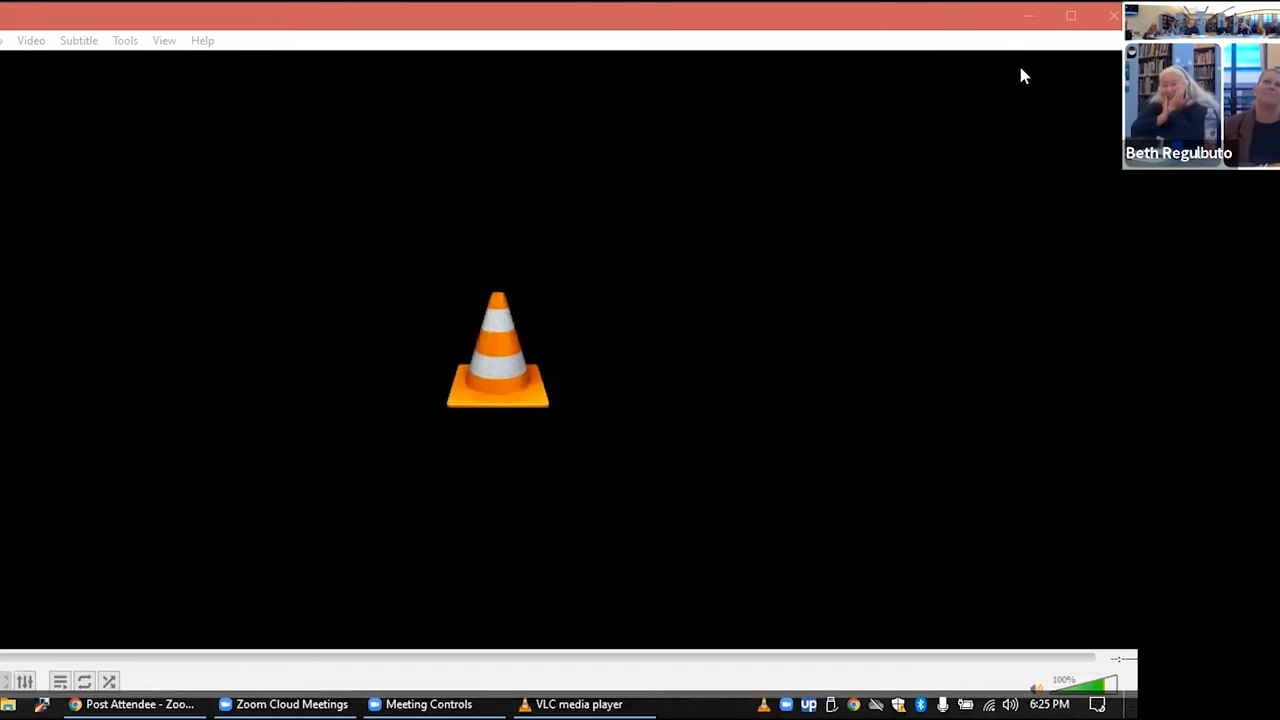 Video Subtitle Tools View Help
Beth Regulbuto
100%
Post Attendee - Zoo... Zoom Cloud Meetings Meeting Controls VLC media player up 6:25 PM